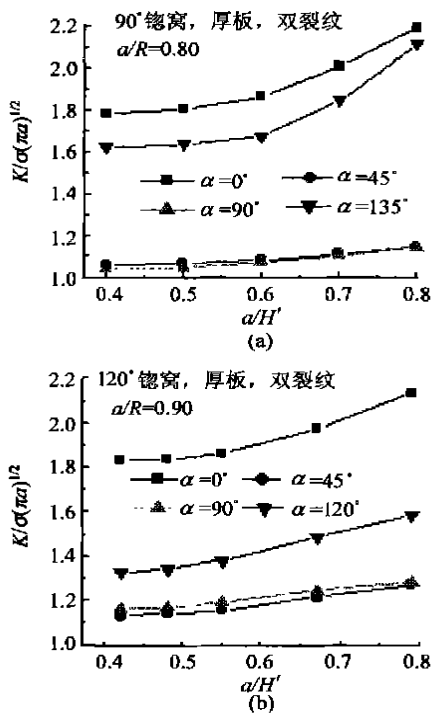 90°锪窝，厚板，双裂纹
a/R=0.80
2.2
2.0
1.8
1.6
1.4
1.2
1.0
K/σ(πa)^1/2
α=0° α=45°
α=90° α=135°
0.4 0.5 0.6 0.7 0.8
a/H'
(a)
120°锪窝，厚板，双裂纹
a/R=0.90
2.2
2.0
1.8
1.6
1.4
1.2
1.0
K/σ(πa)^1/2
α=0° α=45°
α=90° α=120°
0.4 0.5 0.6 0.7 0.8
a/H'
(b)